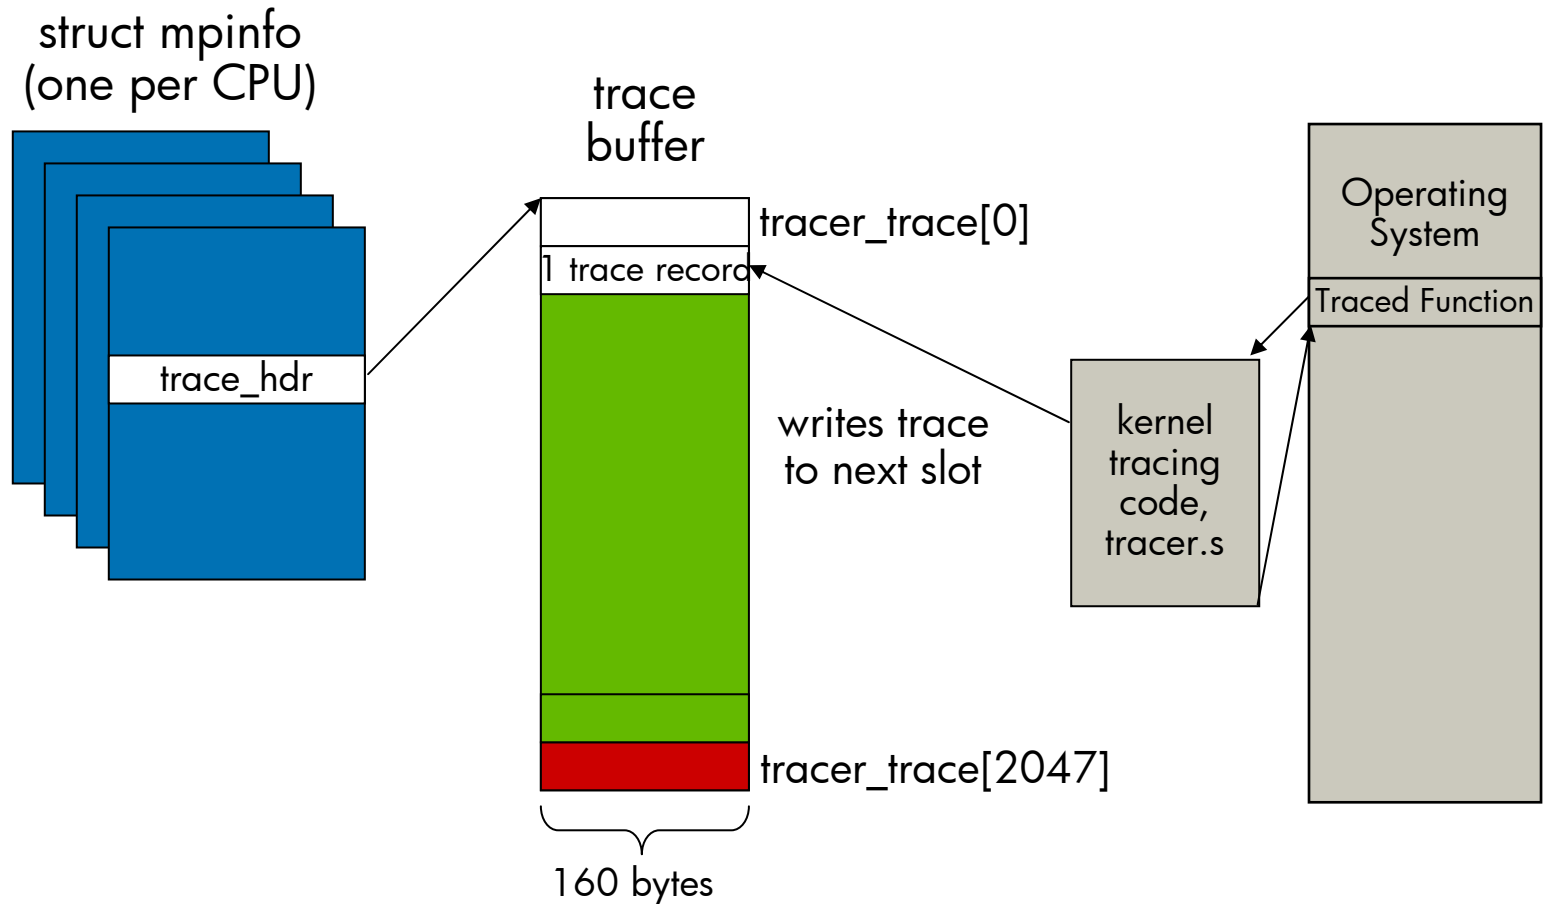 struct mpinfo
(one per CPU)
trace
buffer
tracer_trace[0]
1 trace record
Operating
System
Traced Function
trace_hdr
writes trace
to next slot
kernel
tracing
code,
tracer.s
tracer_trace[2047]
160 bytes